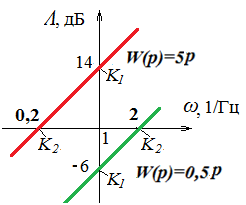 Λ, дБ
14
W(p)=5p
K1
0,2
2
ω, 1/Гц
K2
1
K2
-6
K1
W(p)=0,5p